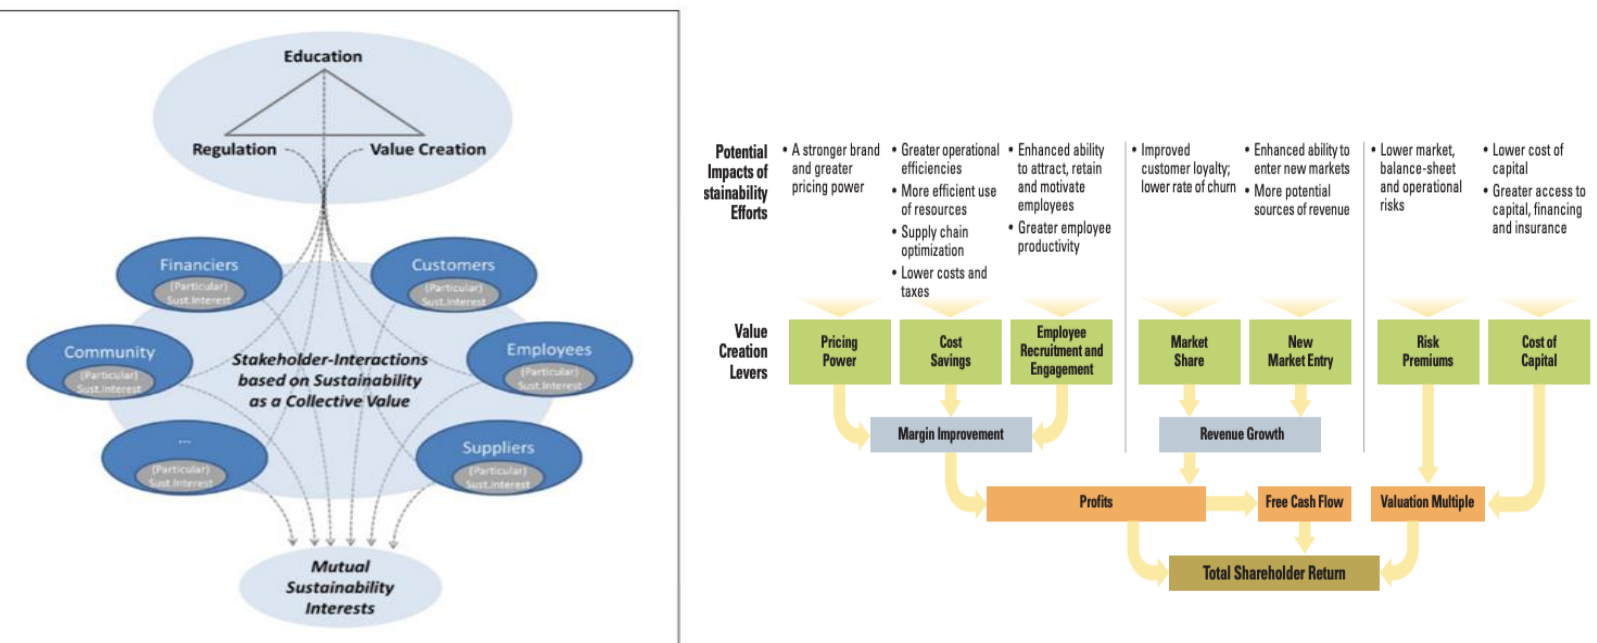 Education
Regulation
Value Creation
Financiers
(Particular)
Sust.Interest
Customers
(Particular)
Sust.Interest
Community
(Particular)
Sust.Interest
Employees
(Particular)
Sust.Interest
Stakeholder-Interactions
based on Sustainability
as a Collective Value
...
(Particular)
Sust.Interest
Suppliers
(Particular)
Sust.Interest
Mutual
Sustainability
Interests
Potential
Impacts of
stainability
Efforts
• A stronger brand
and greater
pricing power
• Greater operational
efficiencies
• More efficient use
of resources
• Supply chain
optimization
• Lower costs and
taxes
• Enhanced ability
to attract, retain
and motivate
employees
• Greater employee
productivity
• Improved
customer loyalty;
lower rate of churn
• Enhanced ability to
enter new markets
• More potential
sources of revenue
• Lower market,
balance-sheet
and operational
risks
• Lower cost of
capital
• Greater access to
capital, financing
and insurance
Value
Creation
Levers
Pricing
Power
Cost
Savings
Employee
Recruitment and
Engagement
Market
Share
New
Market Entry
Risk
Premiums
Cost of
Capital
Margin Improvement
Revenue Growth
Profits
Free Cash Flow
Valuation Multiple
Total Shareholder Return